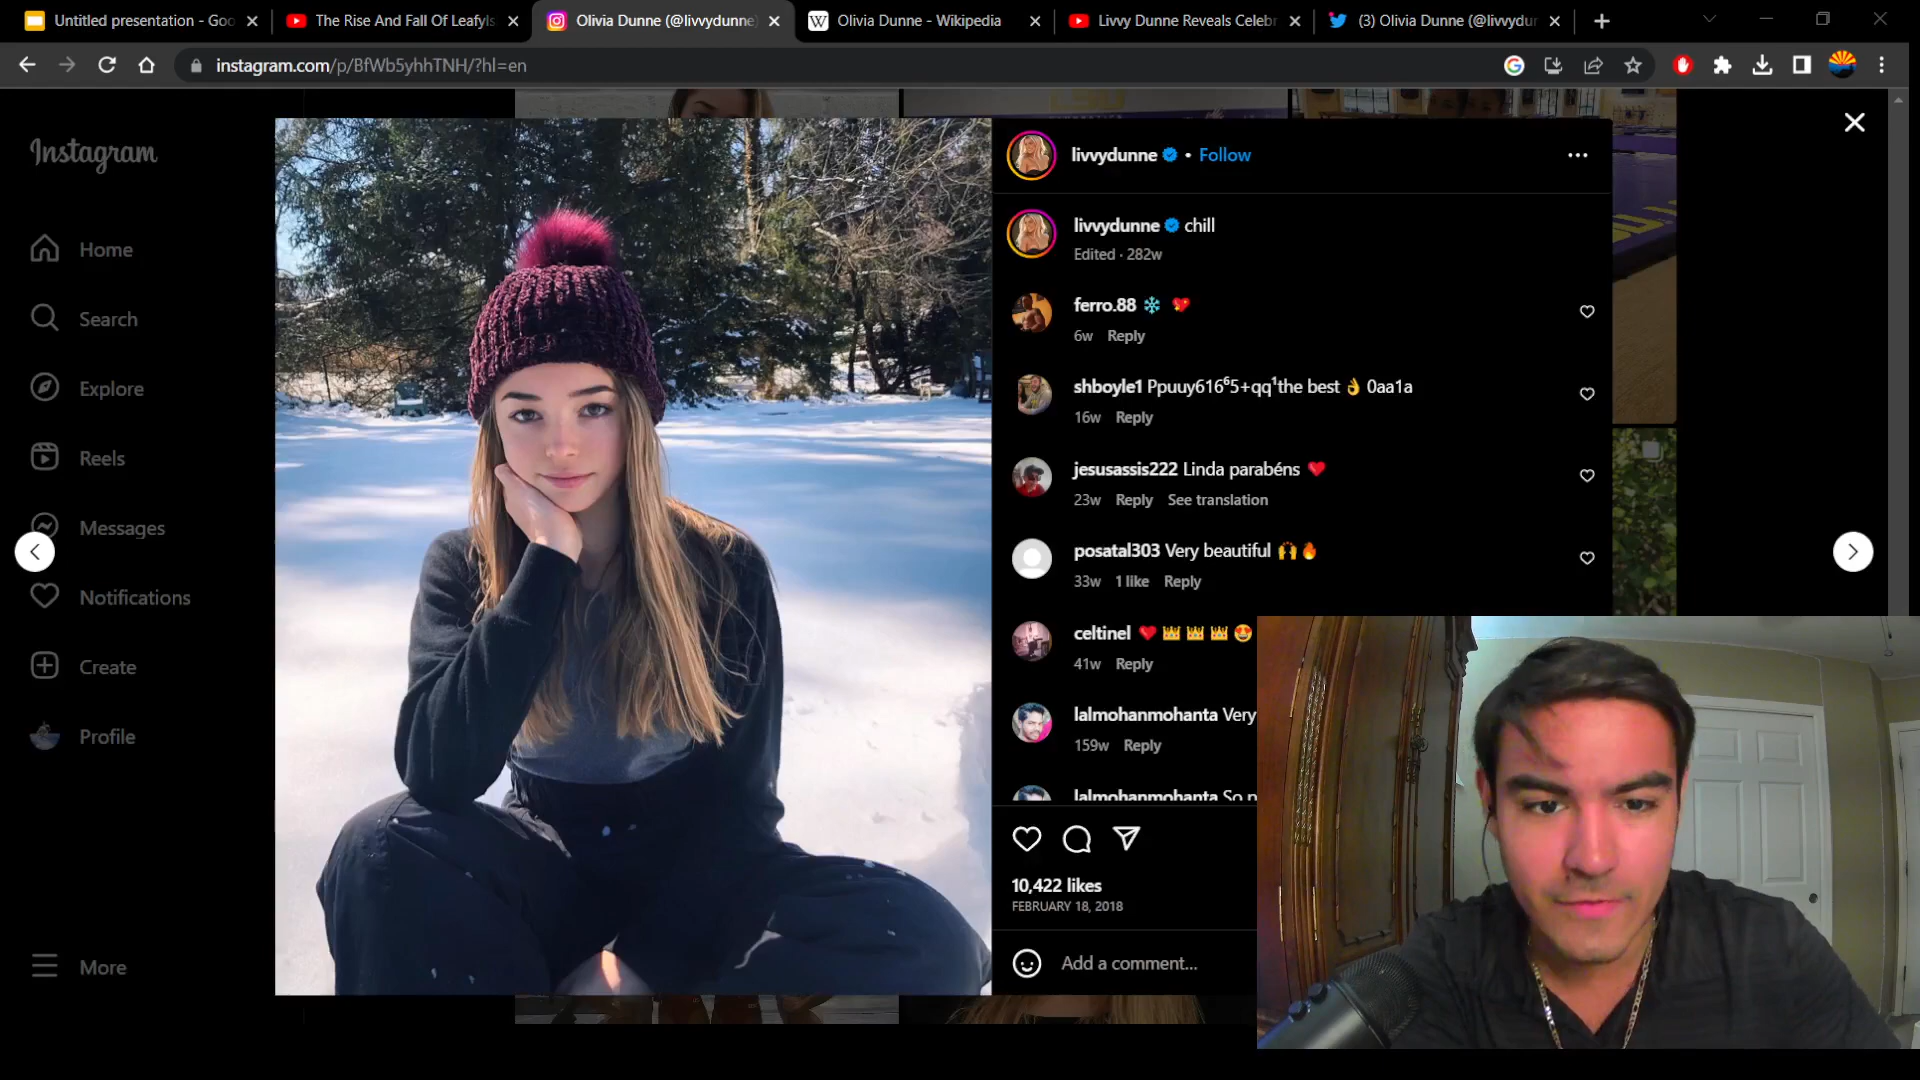 Untitled presentation - Goo
The Rise And Fall Of Leafyls
Olivia Dunne (@livvydunne)
Olivia Dunne - Wikipedia
Livvy Dunne Reveals Celebr
(3) Olivia Dunne (@livvydur
instagram.com/p/BfWb5yhhTNH/?hl=en
Instagram
Home
Search
Explore
Reels
Messages
Notifications
Create
Profile
More
livvydunne • Follow
livvydunne chill
Edited · 282w
ferro.88 ❄️ 💖
6w Reply
shboyle1 Ppuuy616⁶5+qq¹the best 👌 0aa1a
16w Reply
jesusassis222 Linda parabéns ❤️
23w Reply See translation
posatal303 Very beautiful 🙌🔥
33w 1 like Reply
celtinel ❤️👑👑👑😍
41w Reply
lalmohanmohanta Very
159w Reply
lalmohanmohanta So n
10,422 likes
FEBRUARY 18, 2018
Add a comment...